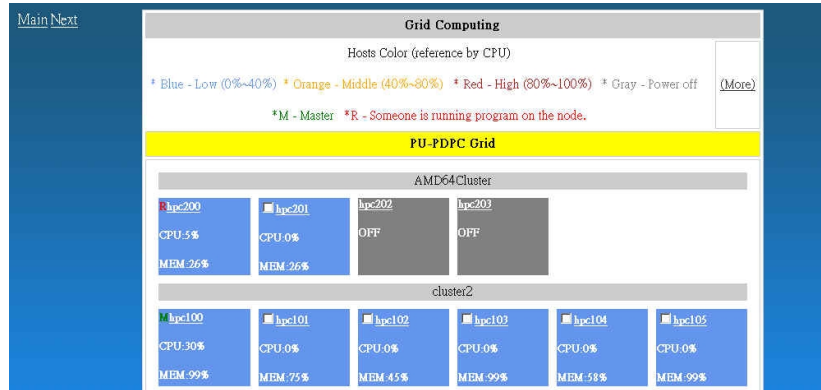 Main Next
Grid Computing
Hosts Color (reference by CPU)
* Blue - Low (0%~40%) * Orange - Middle (40%~80%) * Red - High (80%~100%) * Gray - Power off
(More)
*M - Master *R - Someone is running program on the node.
PU-PDPC Grid
AMD64Cluster
Rhpc200 hpc201 hpc202 hpc203
CPU:5% CPU:0% OFF OFF
MEM:26% MEM:26%
cluster2
Mhpc100 hpc101 hpc102 hpc103 hpc104 hpc105
CPU:30% CPU:0% CPU:0% CPU:0% CPU:0% CPU:0%
MEM:99% MEM:75% MEM:45% MEM:99% MEM:58% MEM:99%